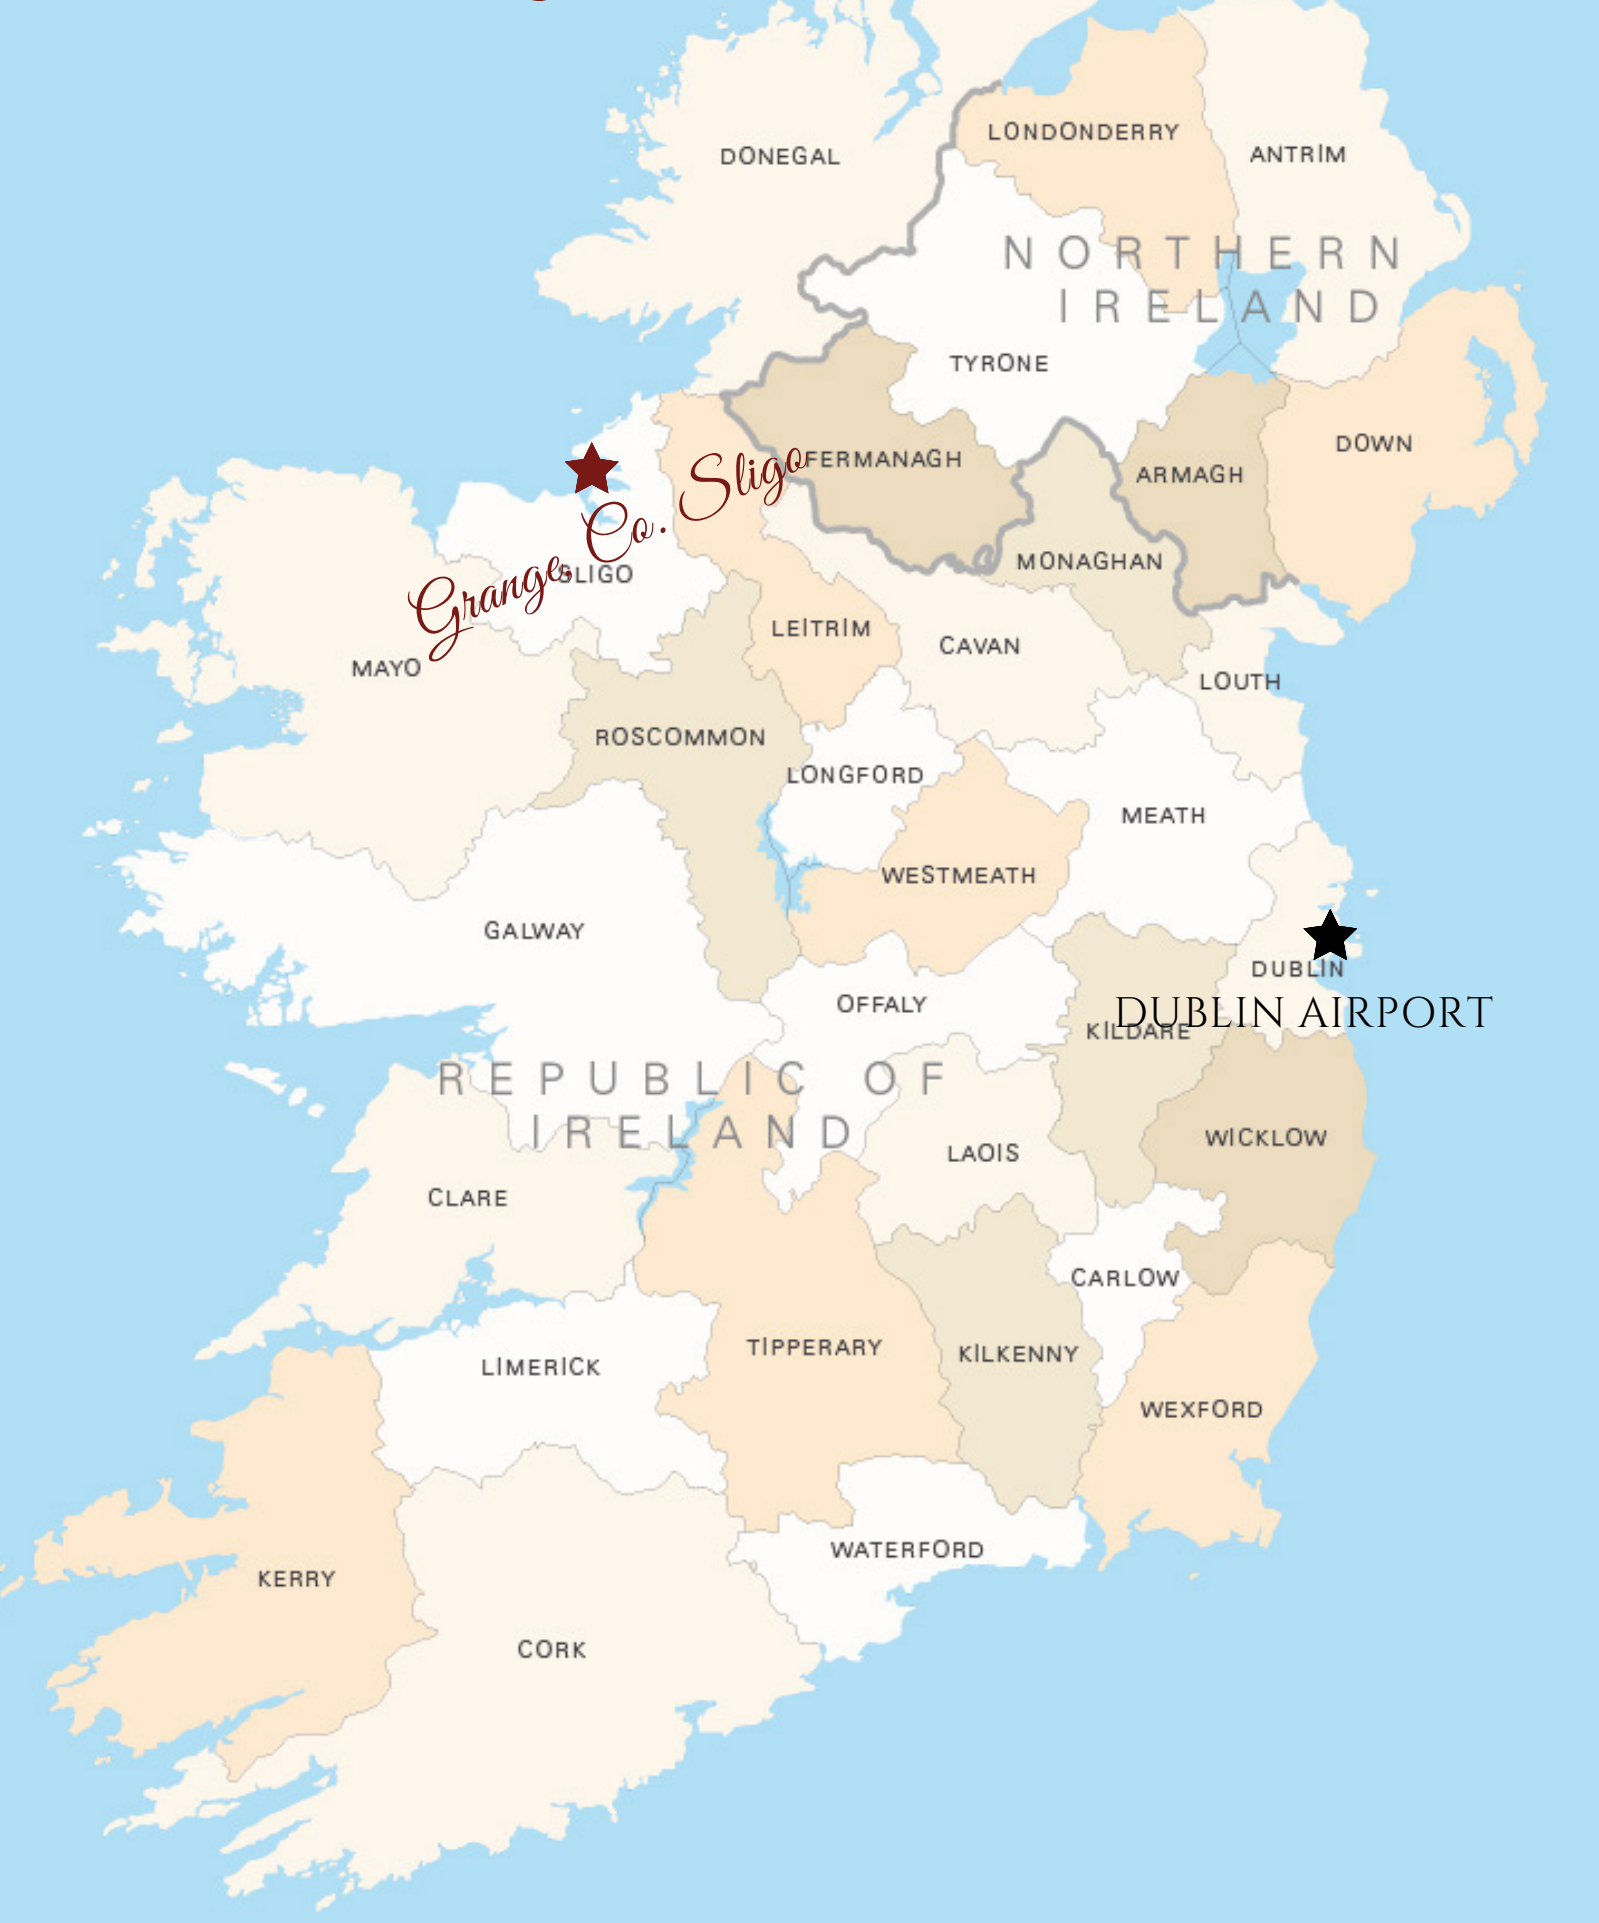 LONDONDERRY
DONEGAL
ANTRIM
NORTHERN
IRELAND
TYRONE
DOWN
FERMANAGH
ARMAGH
Grange, Co. Sligo
MONAGHAN
SLIGO
LEITRIM
CAVAN
MAYO
LOUTH
ROSCOMMON
LONGFORD
MEATH
WESTMEATH
GALWAY
DUBLIN
OFFALY
DUBLIN AIRPORT
KILDARE
REPUBLIC OF
IRELAND
WICKLOW
LAOIS
CLARE
CARLOW
TIPPERARY
KILKENNY
LIMERICK
WEXFORD
WATERFORD
KERRY
CORK